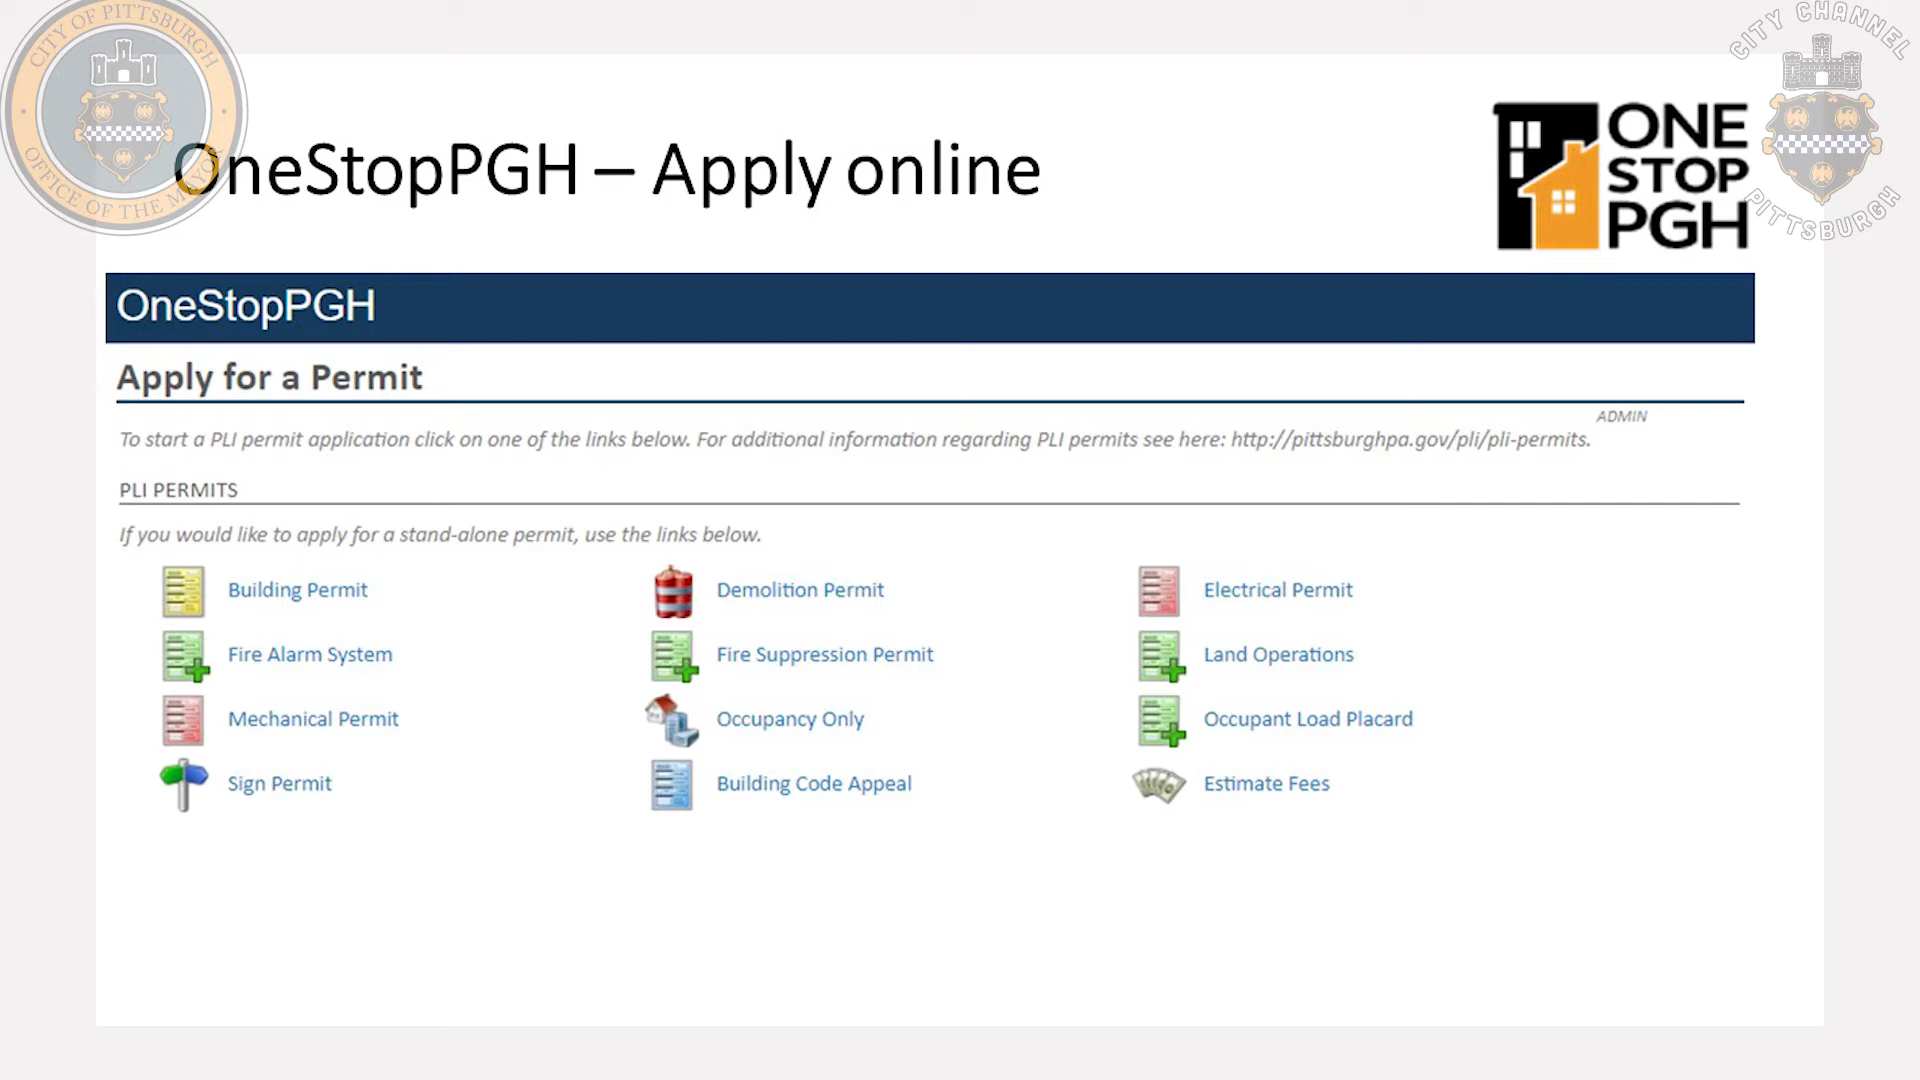 CITY OF PITTSBURGH
OFFICE OF THE MAYOR
CITY CHANNEL
PITTSBURGH
OneStopPGH – Apply online
ONE
STOP
PGH
OneStopPGH
Apply for a Permit
ADMIN
To start a PLI permit application click on one of the links below. For additional information regarding PLI permits see here: http://pittsburghpa.gov/pli/pli-permits.
PLI PERMITS
If you would like to apply for a stand-alone permit, use the links below.
Building Permit
Demolition Permit
Electrical Permit
Fire Alarm System
Fire Suppression Permit
Land Operations
Mechanical Permit
Occupancy Only
Occupant Load Placard
Sign Permit
Building Code Appeal
Estimate Fees